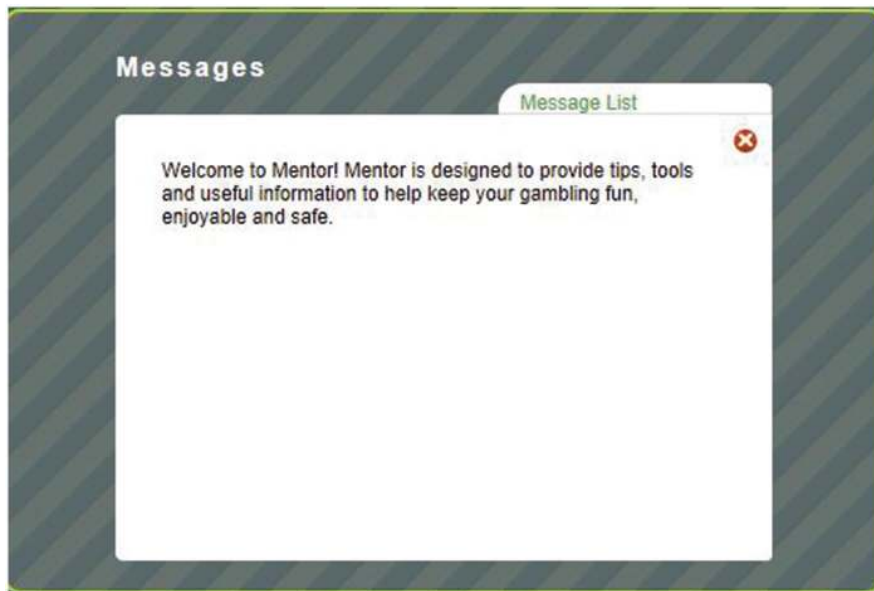 Messages
Message List
Welcome to Mentor! Mentor is designed to provide tips, tools
and useful information to help keep your gambling fun,
enjoyable and safe.